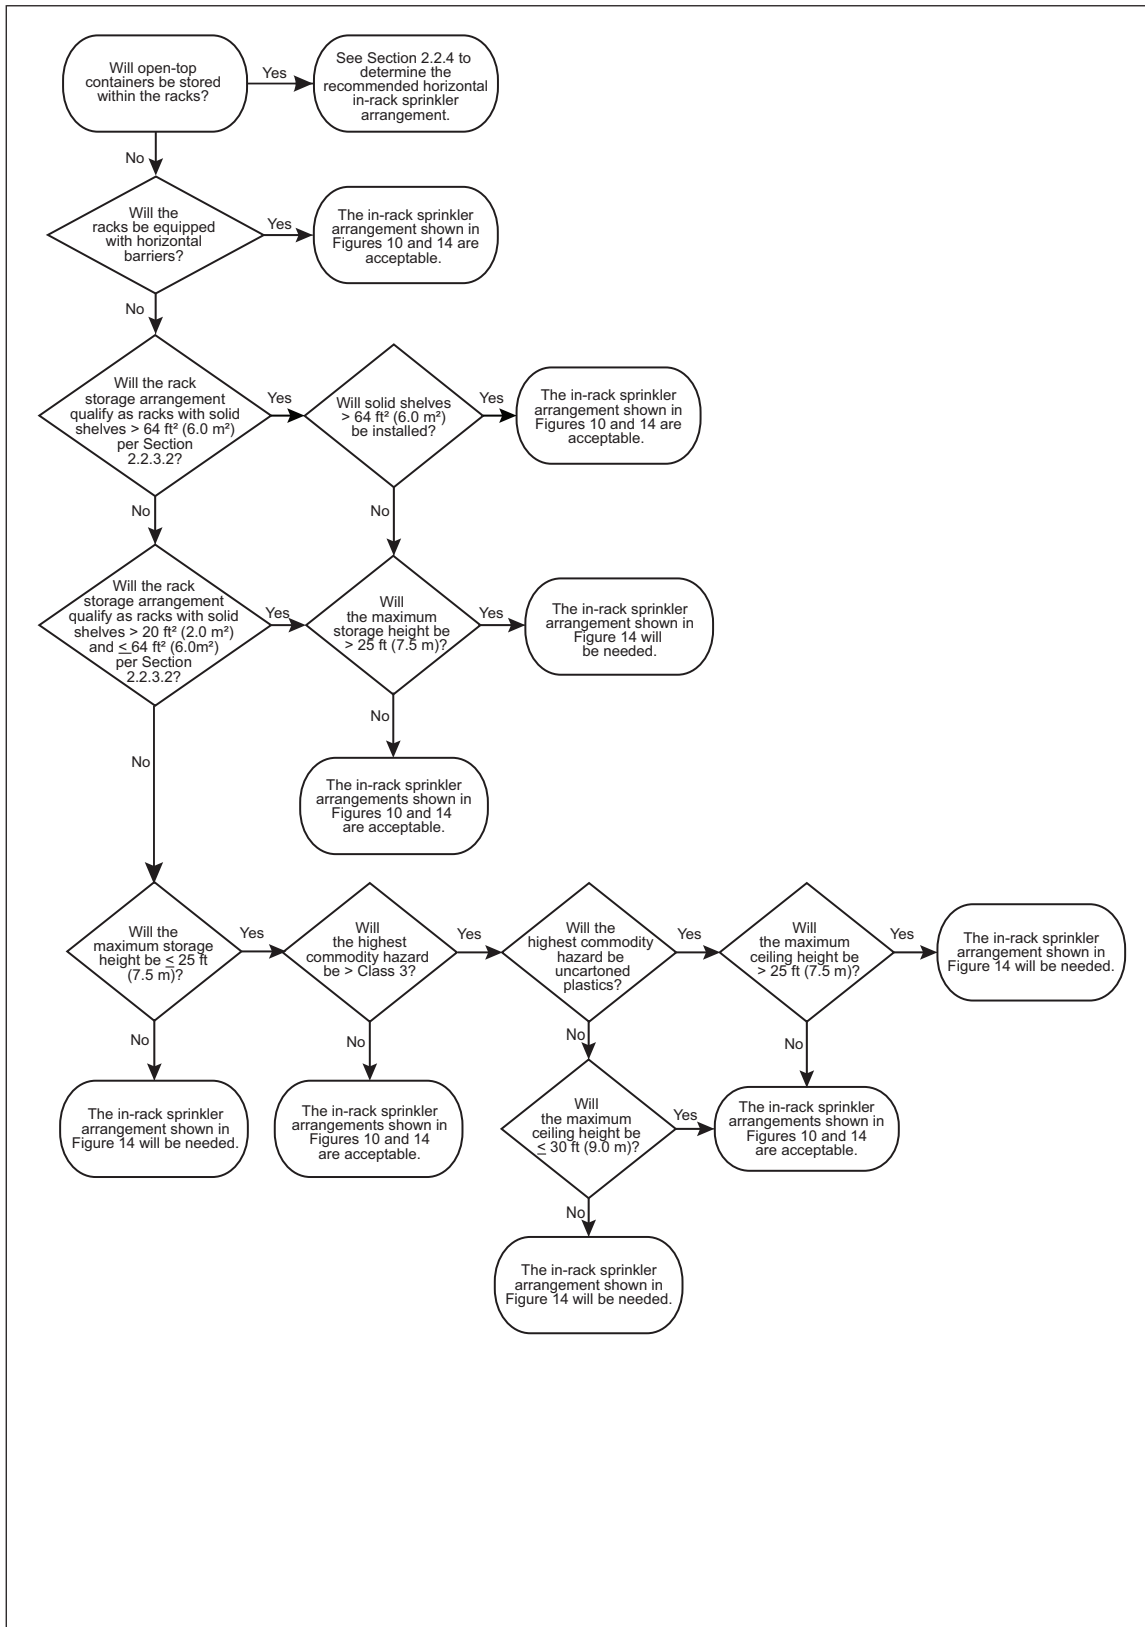 Will open-top
containers be stored
within the racks?
Yes
See Section 2.2.4 to
determine the
recommended horizontal
in-rack sprinkler
arrangement.
No
Will the
racks be equipped
with horizontal
barriers?
Yes
The in-rack sprinkler
arrangement shown in
Figures 10 and 14 are
acceptable.
No
Will the rack
storage arrangement
qualify as racks with solid
shelves > 64 ft² (6.0 m²)
per Section
2.2.3.2?
Yes
Will solid shelves
> 64 ft² (6.0 m²)
be installed?
Yes
The in-rack sprinkler
arrangement shown in
Figures 10 and 14 are
acceptable.
No
No
Will the rack
storage arrangement
qualify as racks with solid
shelves > 20 ft² (2.0 m²)
and ≤ 64 ft² (6.0m²)
per Section
2.2.3.2?
Yes
Will
the maximum
storage height be
> 25 ft (7.5 m)?
Yes
The in-rack sprinkler
arrangement shown in
Figure 14 will
be needed.
No
No
The in-rack sprinkler
arrangements shown in
Figures 10 and 14
are acceptable.
Will the
maximum storage
height be ≤ 25 ft
(7.5 m)?
Yes
Will
the highest
commodity hazard
be > Class 3?
Yes
Will the
highest commodity
hazard be
uncartoned
plastics?
Yes
Will
the maximum
ceiling height be
> 25 ft (7.5 m)?
Yes
The in-rack sprinkler
arrangement shown in
Figure 14 will be needed.
No
No
No
No
The in-rack sprinkler
arrangement shown in
Figure 14 will be needed.
The in-rack sprinkler
arrangements shown in
Figures 10 and 14
are acceptable.
Will
the maximum
ceiling height be
≤ 30 ft (9.0 m)?
Yes
The in-rack sprinkler
arrangements shown in
Figures 10 and 14
are acceptable.
No
The in-rack sprinkler
arrangement shown in
Figure 14 will be needed.